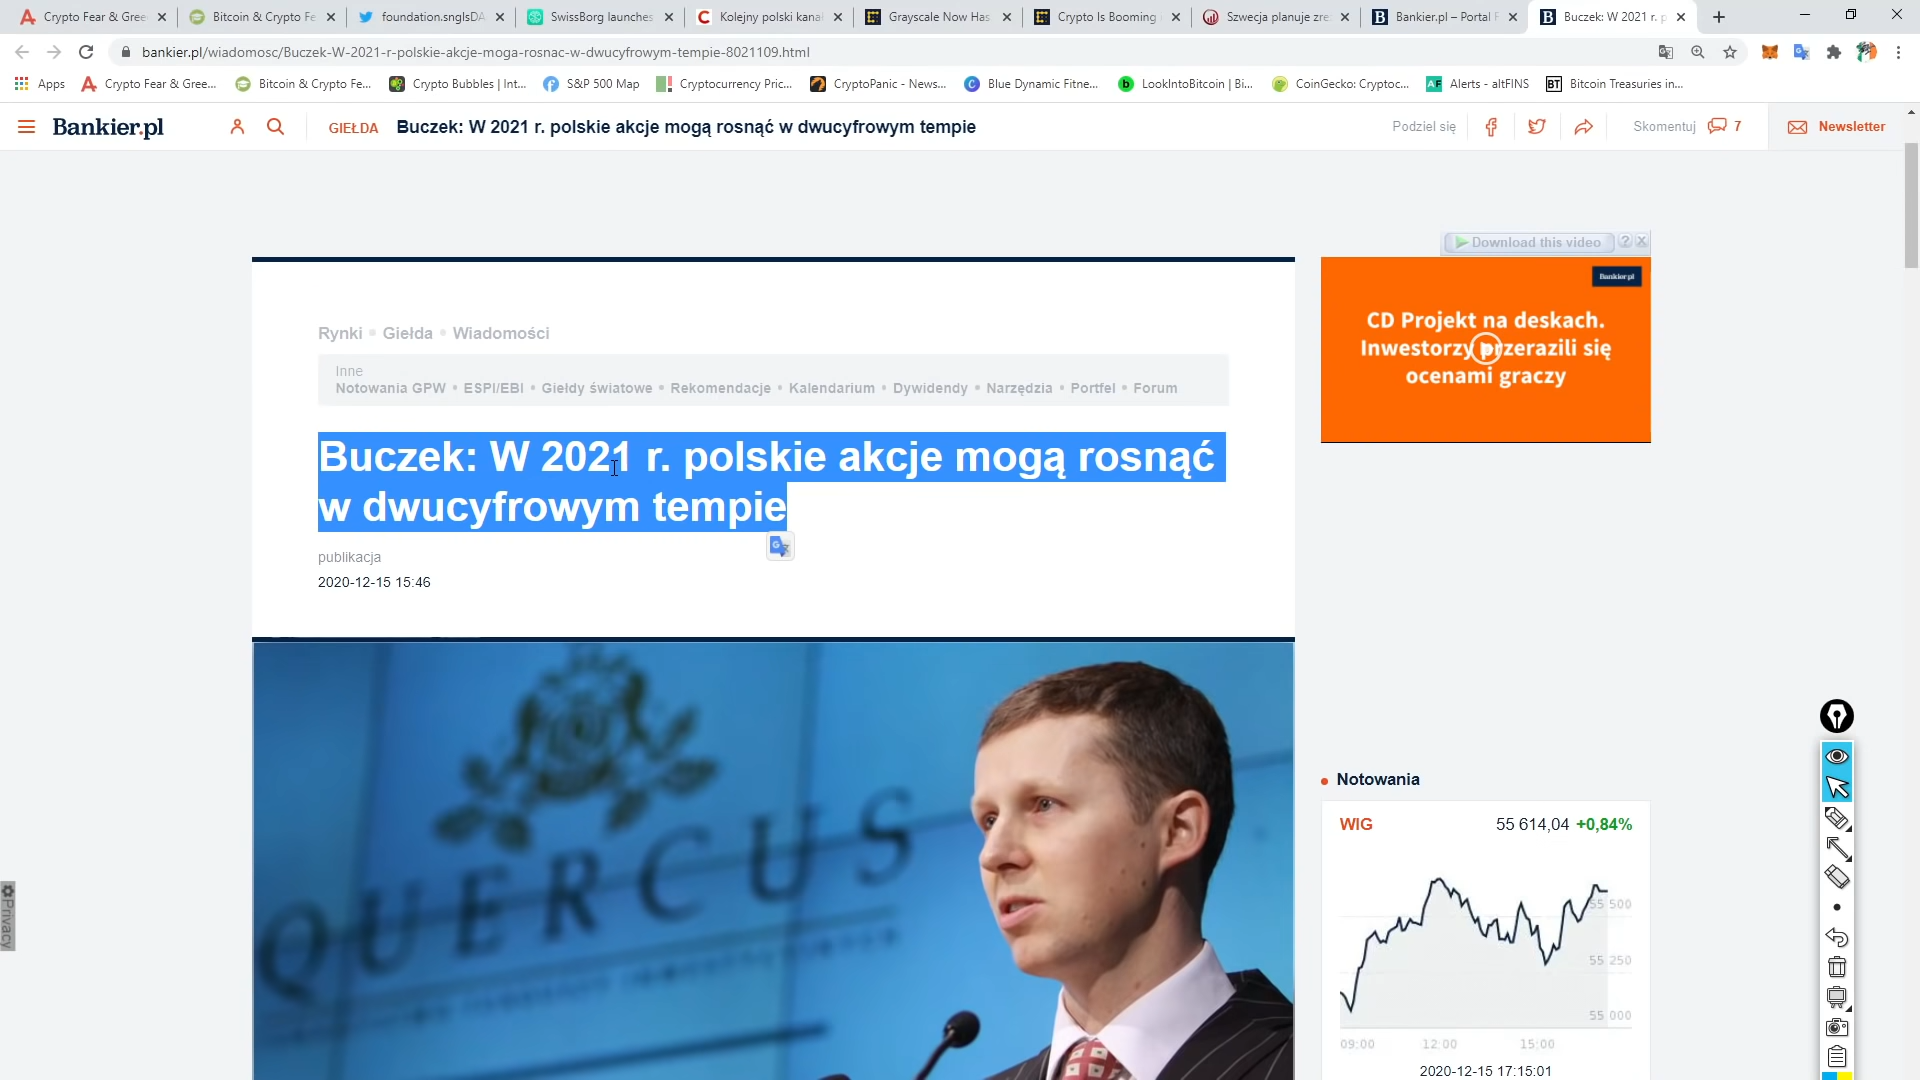 Crypto Fear & Gree
Bitcoin & Crypto Fe
foundation.snglsDA
SwissBorg launches
Kolejny polski kana
Grayscale Now Has
Crypto Is Booming
Szwecja planuje zre
Bankier.pl – Portal F
Buczek: W 2021 r. p
bankier.pl/wiadomosc/Buczek-W-2021-r-polskie-akcje-moga-rosnac-w-dwucyfrowym-tempie-8021109.html
Apps
Crypto Fear & Gree...
Bitcoin & Crypto Fe...
Crypto Bubbles | Int...
S&P 500 Map
Cryptocurrency Pric...
CryptoPanic - News...
Blue Dynamic Fitne...
LookIntoBitcoin | Bi...
CoinGecko: Cryptoc...
AF Alerts - altFINS
BT Bitcoin Treasuries in...
Bankier.pl
GIEŁDA Buczek: W 2021 r. polskie akcje mogą rosnąć w dwucyfrowym tempie
Podziel się
Skomentuj 7
Newsletter
Download this video ? X
Rynki Giełda Wiadomości
Inne
Notowania GPW • ESPI/EBI • Giełdy światowe • Rekomendacje • Kalendarium • Dywidendy • Narzędzia • Portfel • Forum
Buczek: W 2021 r. polskie akcje mogą rosnąć
w dwucyfrowym tempie
publikacja
2020-12-15 15:46
Bankier.pl
CD Projekt na deskach.
Inwestorzy przerazili się
ocenami graczy
QUERCUS
Notowania
WIG 55 614,04 +0,84%
55 500
55 250
55 000
09:00 12:00 15:00
2020-12-15 17:15:01
Privacy